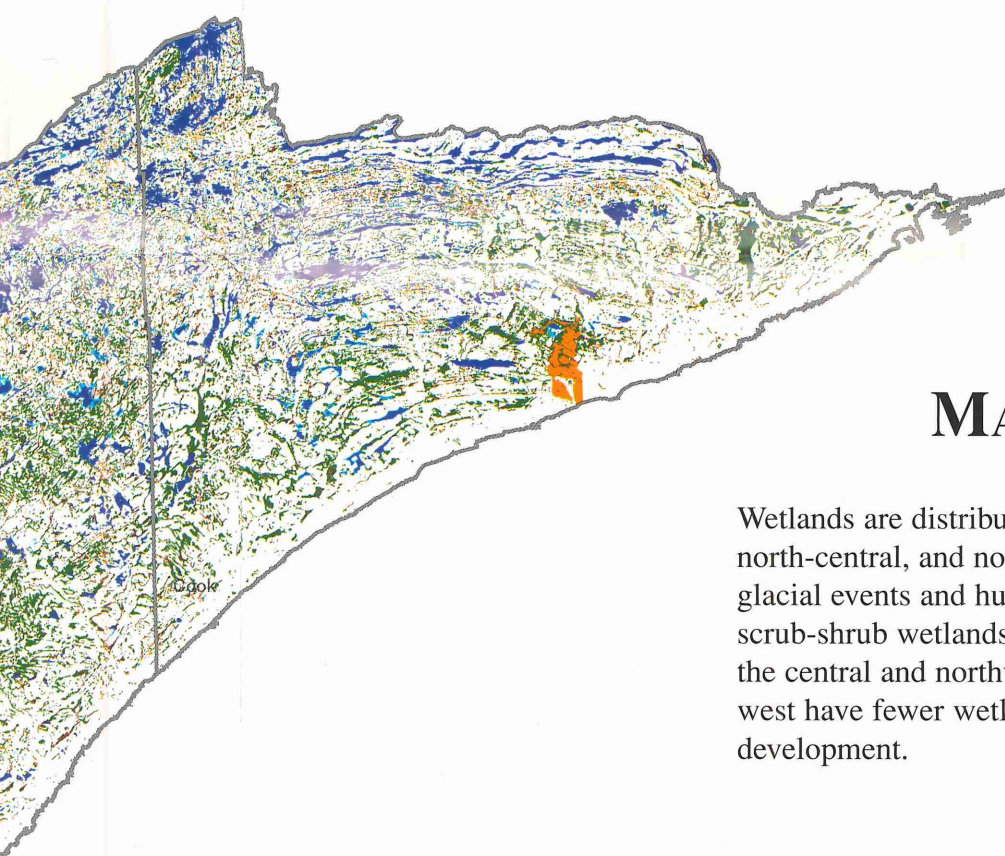 Cook
Wetlands are distribu
north-central, and no
glacial events and hu
scrub-shrub wetlands
the central and north
west have fewer wetl
development.